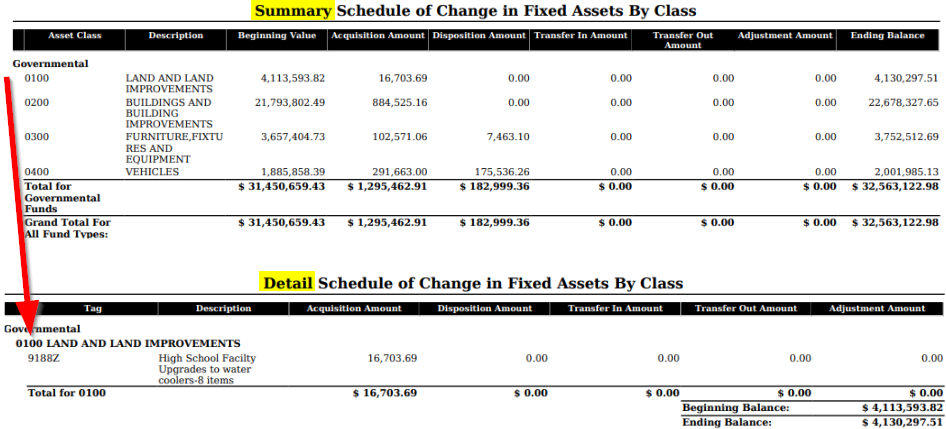 Summary Schedule of Change in Fixed Assets By Class
Asset Class Description Beginning Value Acquisition Amount Disposition Amount Transfer In Amount Transfer Out Amount Adjustment Amount Ending Balance
Governmental
0100 LAND AND LAND IMPROVEMENTS 4,113,593.82 16,703.69 0.00 0.00 0.00 0.00 4,130,297.51
0200 BUILDINGS AND BUILDING IMPROVEMENTS 21,793,802.49 884,525.16 0.00 0.00 0.00 0.00 22,678,327.65
0300 FURNITURE,FIXTU RES AND EQUIPMENT 3,657,404.73 102,571.06 7,463.10 0.00 0.00 0.00 3,752,512.69
0400 VEHICLES 1,885,858.39 291,663.00 175,536.26 0.00 0.00 0.00 2,001,985.13
Total for Governmental Funds $ 31,450,659.43 $ 1,295,462.91 $ 182,999.36 $ 0.00 $ 0.00 $ 0.00 $ 32,563,122.98
Grand Total For All Fund Types: $ 31,450,659.43 $ 1,295,462.91 $ 182,999.36 $ 0.00 $ 0.00 $ 0.00 $ 32,563,122.98
Detail Schedule of Change in Fixed Assets By Class
Tag Description Acquisition Amount Disposition Amount Transfer In Amount Transfer Out Amount Adjustment Amount
Governmental
0100 LAND AND LAND IMPROVEMENTS
9188Z High School Facilty Upgrades to water coolers-8 items 16,703.69 0.00 0.00 0.00 0.00
Total for 0100 $ 16,703.69 $ 0.00 $ 0.00 $ 0.00 $ 0.00
Beginning Balance: $ 4,113,593.82
Ending Balance: $ 4,130,297.51